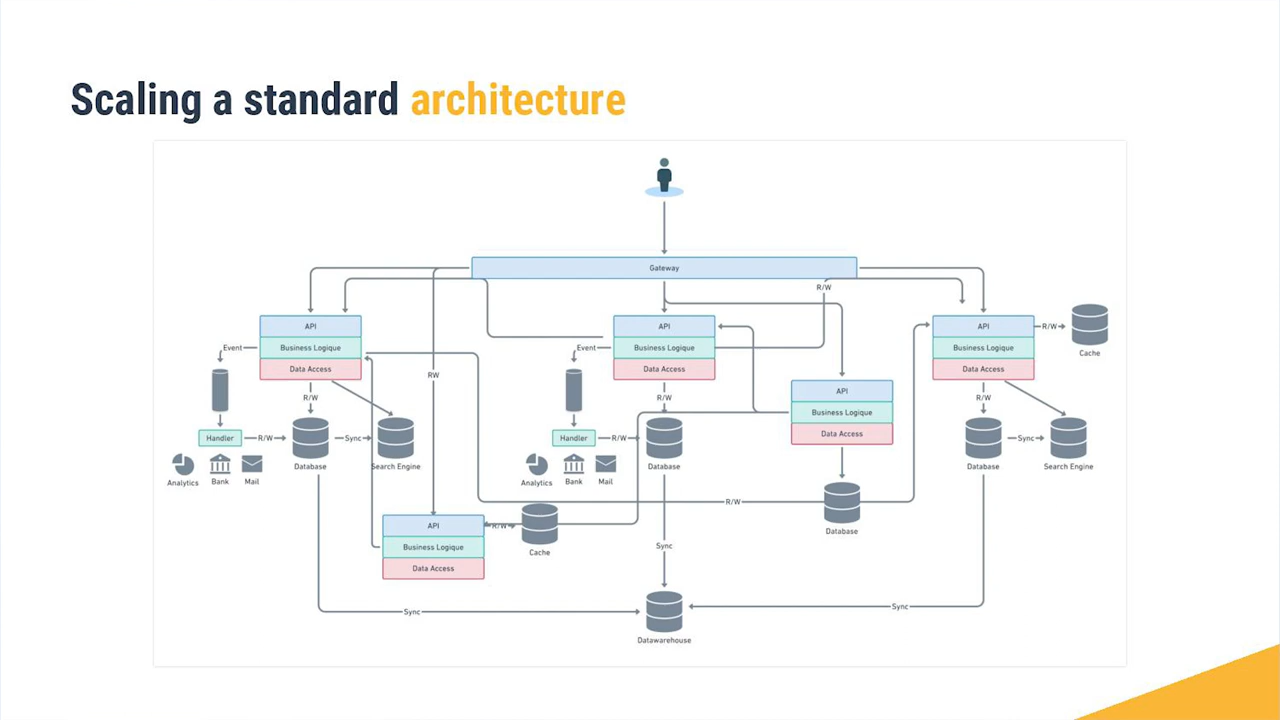 Scaling a standard architecture
Gateway
R/W
API
Business Logique
Data Access
Event
R/W
Handler
R/W
Database
Sync
Search Engine
Analytics
Bank
Mail
RW
API
Business Logique
Data Access
R/W
Cache
API
Business Logique
Data Access
Event
R/W
Handler
R/W
Database
Analytics
Bank
Mail
API
Business Logique
Data Access
Database
R/W
API
Business Logique
Data Access
R/W
Cache
R/W
Database
Sync
Search Engine
Sync
Sync
Sync
Datawarehouse